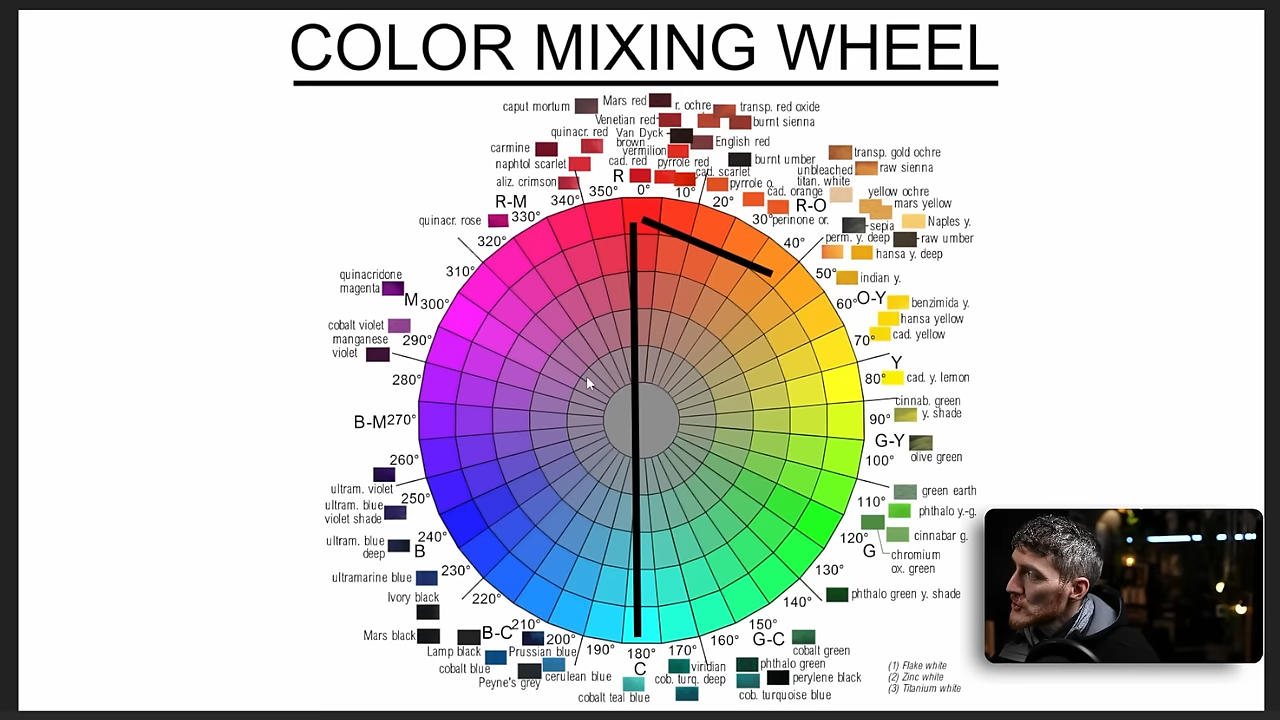 COLOR MIXING WHEEL
caput mortum
Mars red
r. ochre
transp. red oxide
Venetian red
burnt sienna
quinacr. red
Van Dyck
brown
English red
carmine
vermilion
burnt umber
transp. gold ochre
naphtol scarlet
cad. red
pyrrole red
unbleached
titan. white
raw sienna
aliz. crimson
R
cad. scarlet
pyrrole o.
cad. orange
yellow ochre
340°
350°
0°
10°
20°
30°
R-M
330°
R-O
mars yellow
quinacr. rose
perinone or.
sepia
Naples y.
320°
40°
perm. y. deep
raw umber
hansa y. deep
310°
50°
indian y.
quinacridone
magenta
M
300°
60°
O-Y
benzimida y.
hansa yellow
cobalt violet
290°
70°
cad. yellow
manganese
violet
Y
280°
80°
cad. y. lemon
cinnab. green
y. shade
B-M
270°
90°
G-Y
olive green
260°
100°
ultram. violet
250°
110°
green earth
ultram. blue
violet shade
phthalo y.-g.
240°
120°
cinnabar g.
ultram. blue
deep
B
G
chromium
ox. green
ultramarine blue
230°
130°
Ivory black
220°
140°
phthalo green y. shade
Mars black
B-C
210°
200°
190°
180°
170°
160°
150°
G-C
Lamp black
Prussian blue
cobalt green
cobalt blue
cerulean blue
C
viridian
phthalo green
Peyne's grey
cob. turq. deep
perylene black
cobalt teal blue
cob. turquoise blue
(1) Flake white
(2) Zinc white
(3) Titanium white